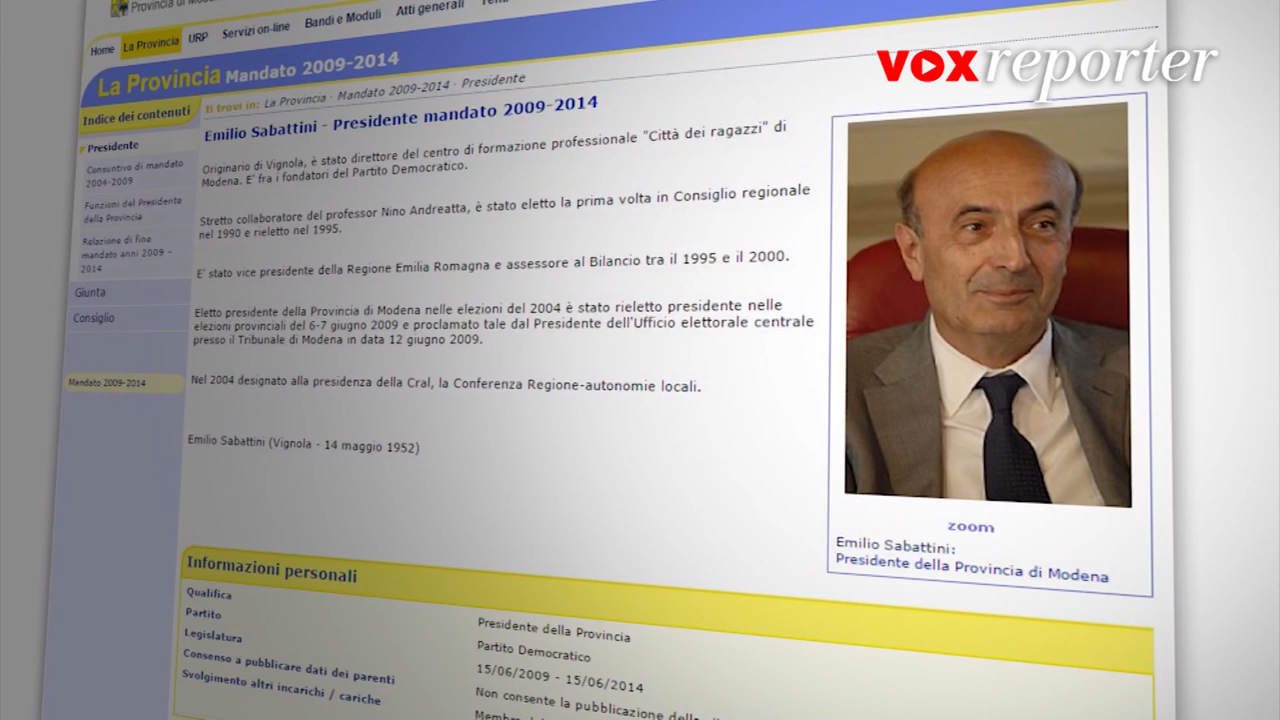 Provincia di
Home La Provincia URP Servizi on-line Bandi e Moduli Atti generali
VOX reporter
La Provincia Mandato 2009-2014
Indice dei contenuti
ti trovi in: La Provincia · Mandato 2009-2014 · Presidente
Presidente
Consuntivo di mandato
2004-2009
Funzioni del Presidente
della Provincia
Relazione di fine
mandato anni 2009 -
2014
Giunta
Consiglio
Mandato 2009-2014
Emilio Sabattini - Presidente mandato 2009-2014
Originario di Vignola, è stato direttore del centro di formazione professionale "Città dei ragazzi" di
Modena. E' fra i fondatori del Partito Democratico.
Stretto collaboratore del professor Nino Andreatta, è stato eletto la prima volta in Consiglio regionale
nel 1990 e rieletto nel 1995.
E' stato vice presidente della Regione Emilia Romagna e assessore al Bilancio tra il 1995 e il 2000.
Eletto presidente della Provincia di Modena nelle elezioni del 2004 è stato rieletto presidente nelle
elezioni provinciali del 6-7 giugno 2009 e proclamato tale dal Presidente dell'Ufficio elettorale centrale
presso il Tribunale di Modena in data 12 giugno 2009.
Nel 2004 designato alla presidenza della Cral, la Conferenza Regione-autonomie locali.
Emilio Sabattini (Vignola - 14 maggio 1952)
zoom
Emilio Sabattini:
Presidente della Provincia di Modena
Informazioni personali
Qualifica Presidente della Provincia
Partito Partito Democratico
Legislatura 15/06/2009 - 15/06/2014
Consenso a pubblicare dati dei parenti Non consente la pubblicazione
Svolgimento altri incarichi / cariche